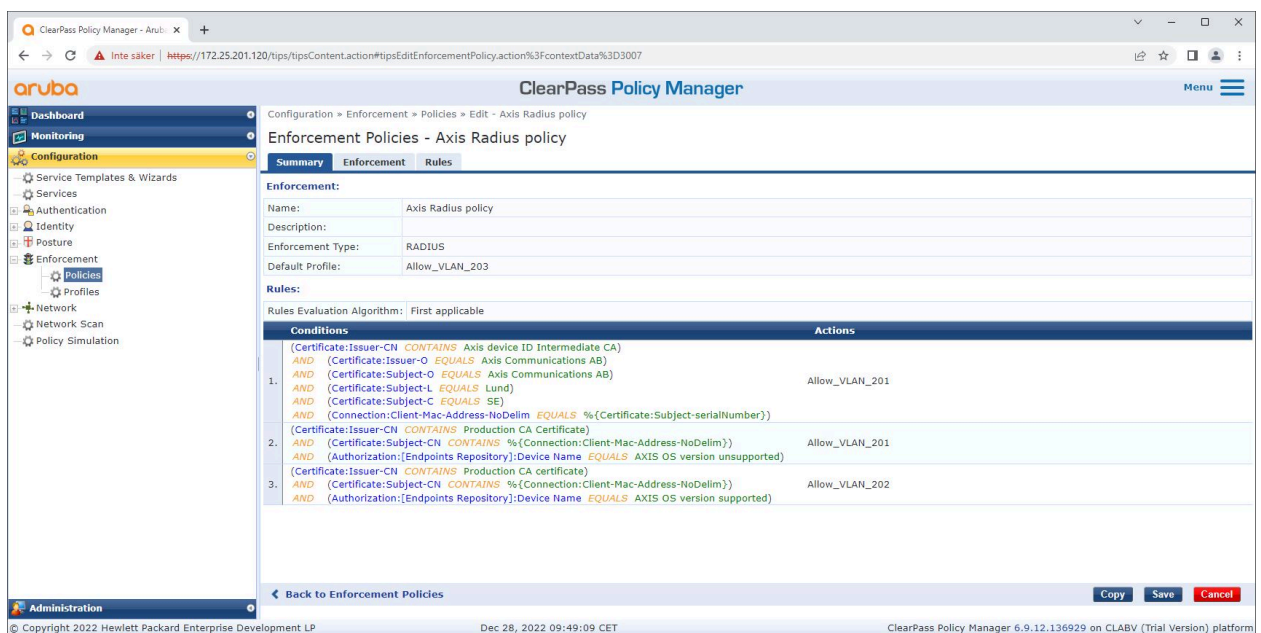 ClearPass Policy Manager - Arub
Inte säker | https://172.25.201.120/tips/tipsContent.action#tipsEditEnforcementPolicy.action%3FcontextData%3D3007
aruba
ClearPass Policy Manager
Menu
Dashboard
Monitoring
Configuration
Service Templates & Wizards
Services
Authentication
Identity
Posture
Enforcement
Policies
Profiles
Network
Network Scan
Policy Simulation
Administration
Configuration » Enforcement » Policies » Edit - Axis Radius policy
Enforcement Policies - Axis Radius policy
Summary Enforcement Rules
Enforcement:
Name: Axis Radius policy
Description:
Enforcement Type: RADIUS
Default Profile: Allow_VLAN_203
Rules:
Rules Evaluation Algorithm: First applicable
Conditions Actions
(Certificate:Issuer-CN CONTAINS Axis device ID Intermediate CA)
AND (Certificate:Issuer-O EQUALS Axis Communications AB)
AND (Certificate:Subject-O EQUALS Axis Communications AB)
1. AND (Certificate:Subject-L EQUALS Lund) Allow_VLAN_201
AND (Certificate:Subject-C EQUALS SE)
AND (Connection:Client-Mac-Address-NoDelim EQUALS %{Certificate:Subject-serialNumber})
(Certificate:Issuer-CN CONTAINS Production CA Certificate)
2. AND (Certificate:Subject-CN CONTAINS %{Connection:Client-Mac-Address-NoDelim}) Allow_VLAN_201
AND (Authorization:[Endpoints Repository]:Device Name EQUALS AXIS OS version unsupported)
(Certificate:Issuer-CN CONTAINS Production CA certificate)
3. AND (Certificate:Subject-CN CONTAINS %{Connection:Client-Mac-Address-NoDelim}) Allow_VLAN_202
AND (Authorization:[Endpoints Repository]:Device Name EQUALS AXIS OS version supported)
Back to Enforcement Policies Copy Save Cancel
© Copyright 2022 Hewlett Packard Enterprise Development LP Dec 28, 2022 09:49:09 CET ClearPass Policy Manager 6.9.12.136929 on CLABV (Trial Version) platform